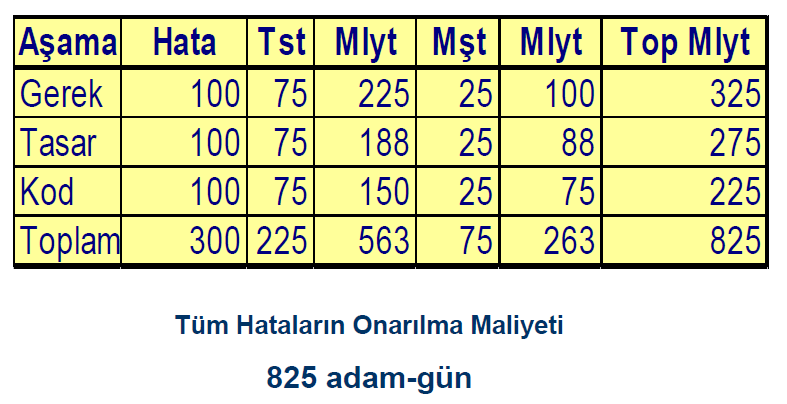 Aşama Hata Tst Mlyt Mşt Mlyt Top Mlyt
Gerek 100 75 225 25 100 325
Tasar 100 75 188 25 88 275
Kod 100 75 150 25 75 225
Toplam 300 225 563 75 263 825
Tüm Hataların Onarılma Maliyeti
825 adam-gün